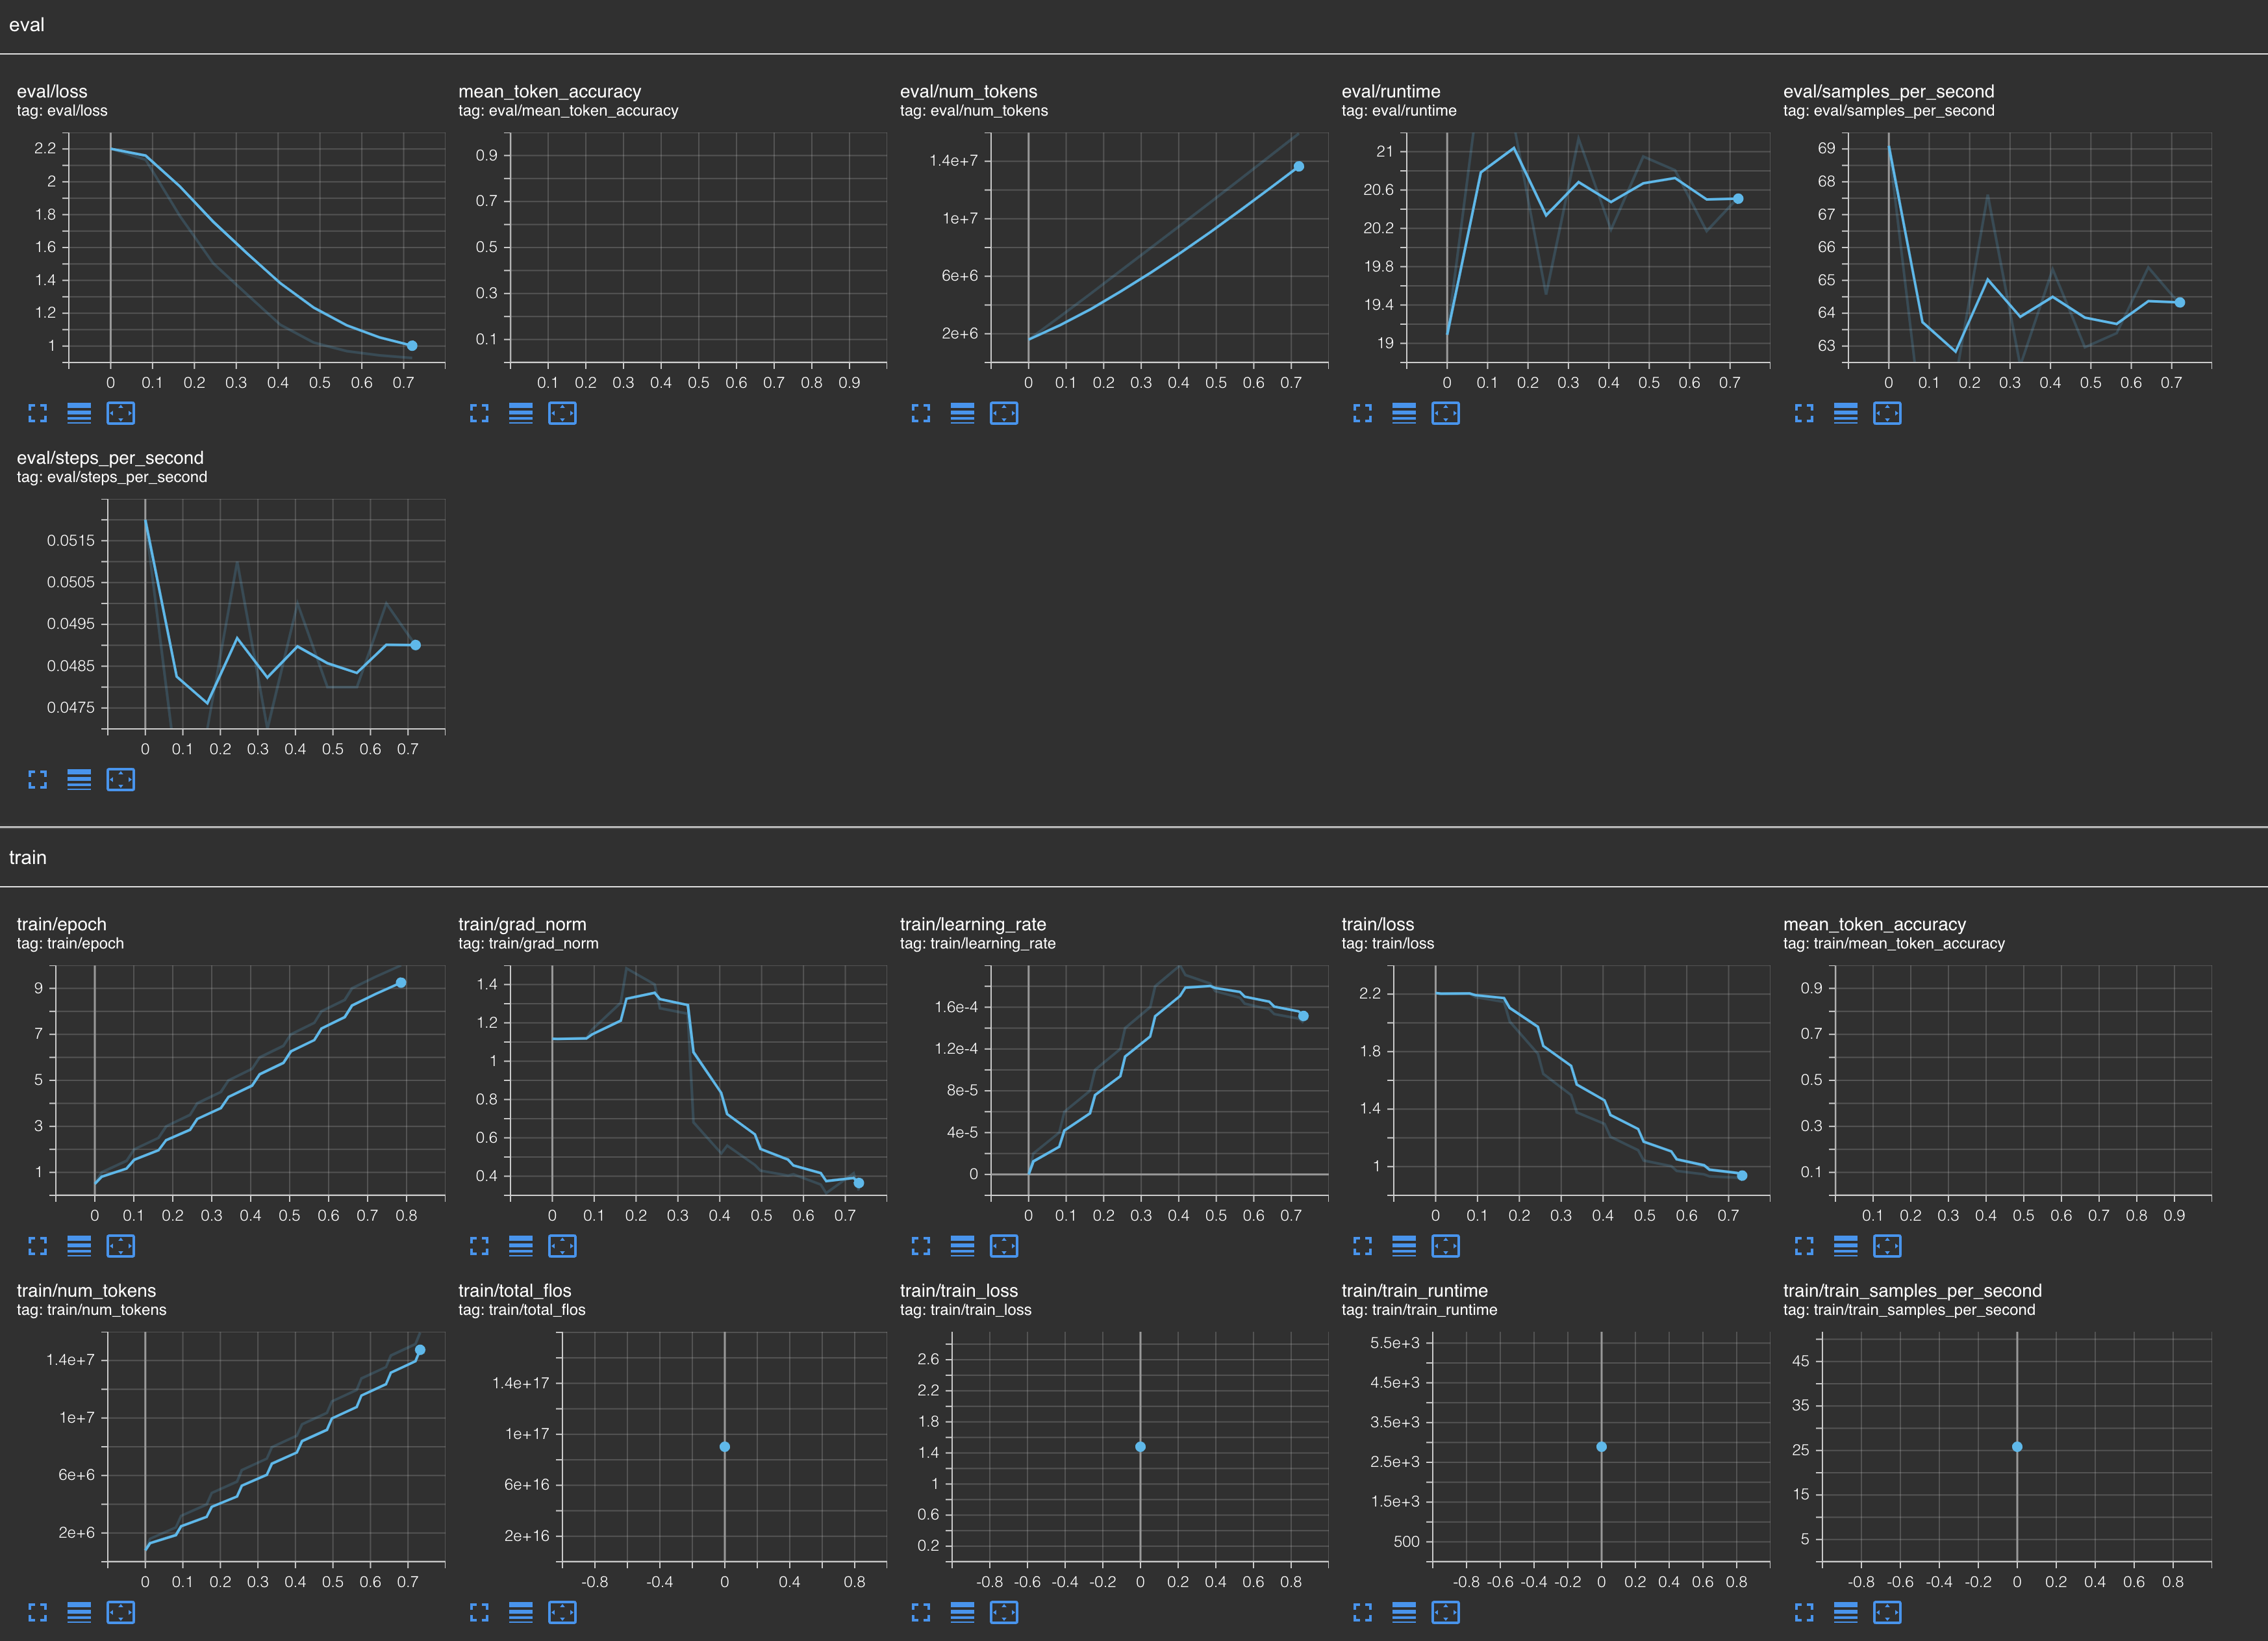 eval
eval/loss
tag: eval/loss
2.2
2
1.8
1.6
1.4
1.2
1
0 0.1 0.2 0.3 0.4 0.5 0.6 0.7
mean_token_accuracy
tag: eval/mean_token_accuracy
0.9
0.7
0.5
0.3
0.1
0.1 0.2 0.3 0.4 0.5 0.6 0.7 0.8 0.9
eval/num_tokens
tag: eval/num_tokens
1.4e+7
1e+7
6e+6
2e+6
0 0.1 0.2 0.3 0.4 0.5 0.6 0.7
eval/runtime
tag: eval/runtime
21
20.6
20.2
19.8
19.4
19
0 0.1 0.2 0.3 0.4 0.5 0.6 0.7
eval/samples_per_second
tag: eval/samples_per_second
69
68
67
66
65
64
63
0 0.1 0.2 0.3 0.4 0.5 0.6 0.7
eval/steps_per_second
tag: eval/steps_per_second
0.0515
0.0505
0.0495
0.0485
0.0475
0 0.1 0.2 0.3 0.4 0.5 0.6 0.7
train
train/epoch
tag: train/epoch
9
7
5
3
1
0 0.1 0.2 0.3 0.4 0.5 0.6 0.7 0.8
train/grad_norm
tag: train/grad_norm
1.4
1.2
1
0.8
0.6
0.4
0 0.1 0.2 0.3 0.4 0.5 0.6 0.7
train/learning_rate
tag: train/learning_rate
1.6e-4
1.2e-4
8e-5
4e-5
0
0 0.1 0.2 0.3 0.4 0.5 0.6 0.7
train/loss
tag: train/loss
2.2
1.8
1.4
1
0 0.1 0.2 0.3 0.4 0.5 0.6 0.7
mean_token_accuracy
tag: train/mean_token_accuracy
0.9
0.7
0.5
0.3
0.1
0.1 0.2 0.3 0.4 0.5 0.6 0.7 0.8 0.9
train/num_tokens
tag: train/num_tokens
1.4e+7
1e+7
6e+6
2e+6
0 0.1 0.2 0.3 0.4 0.5 0.6 0.7
train/total_flos
tag: train/total_flos
1.4e+17
1e+17
6e+16
2e+16
-0.8 -0.4 0 0.4 0.8
train/train_loss
tag: train/train_loss
2.6
2.2
1.8
1.4
1
0.6
0.2
-0.8 -0.6 -0.4 -0.2 0 0.2 0.4 0.6 0.8
train/train_runtime
tag: train/train_runtime
5.5e+3
4.5e+3
3.5e+3
2.5e+3
1.5e+3
500
-0.8 -0.6 -0.4 -0.2 0 0.2 0.4 0.6 0.8
train/train_samples_per_second
tag: train/train_samples_per_second
45
35
25
15
5
-0.8 -0.6 -0.4 -0.2 0 0.2 0.4 0.6 0.8